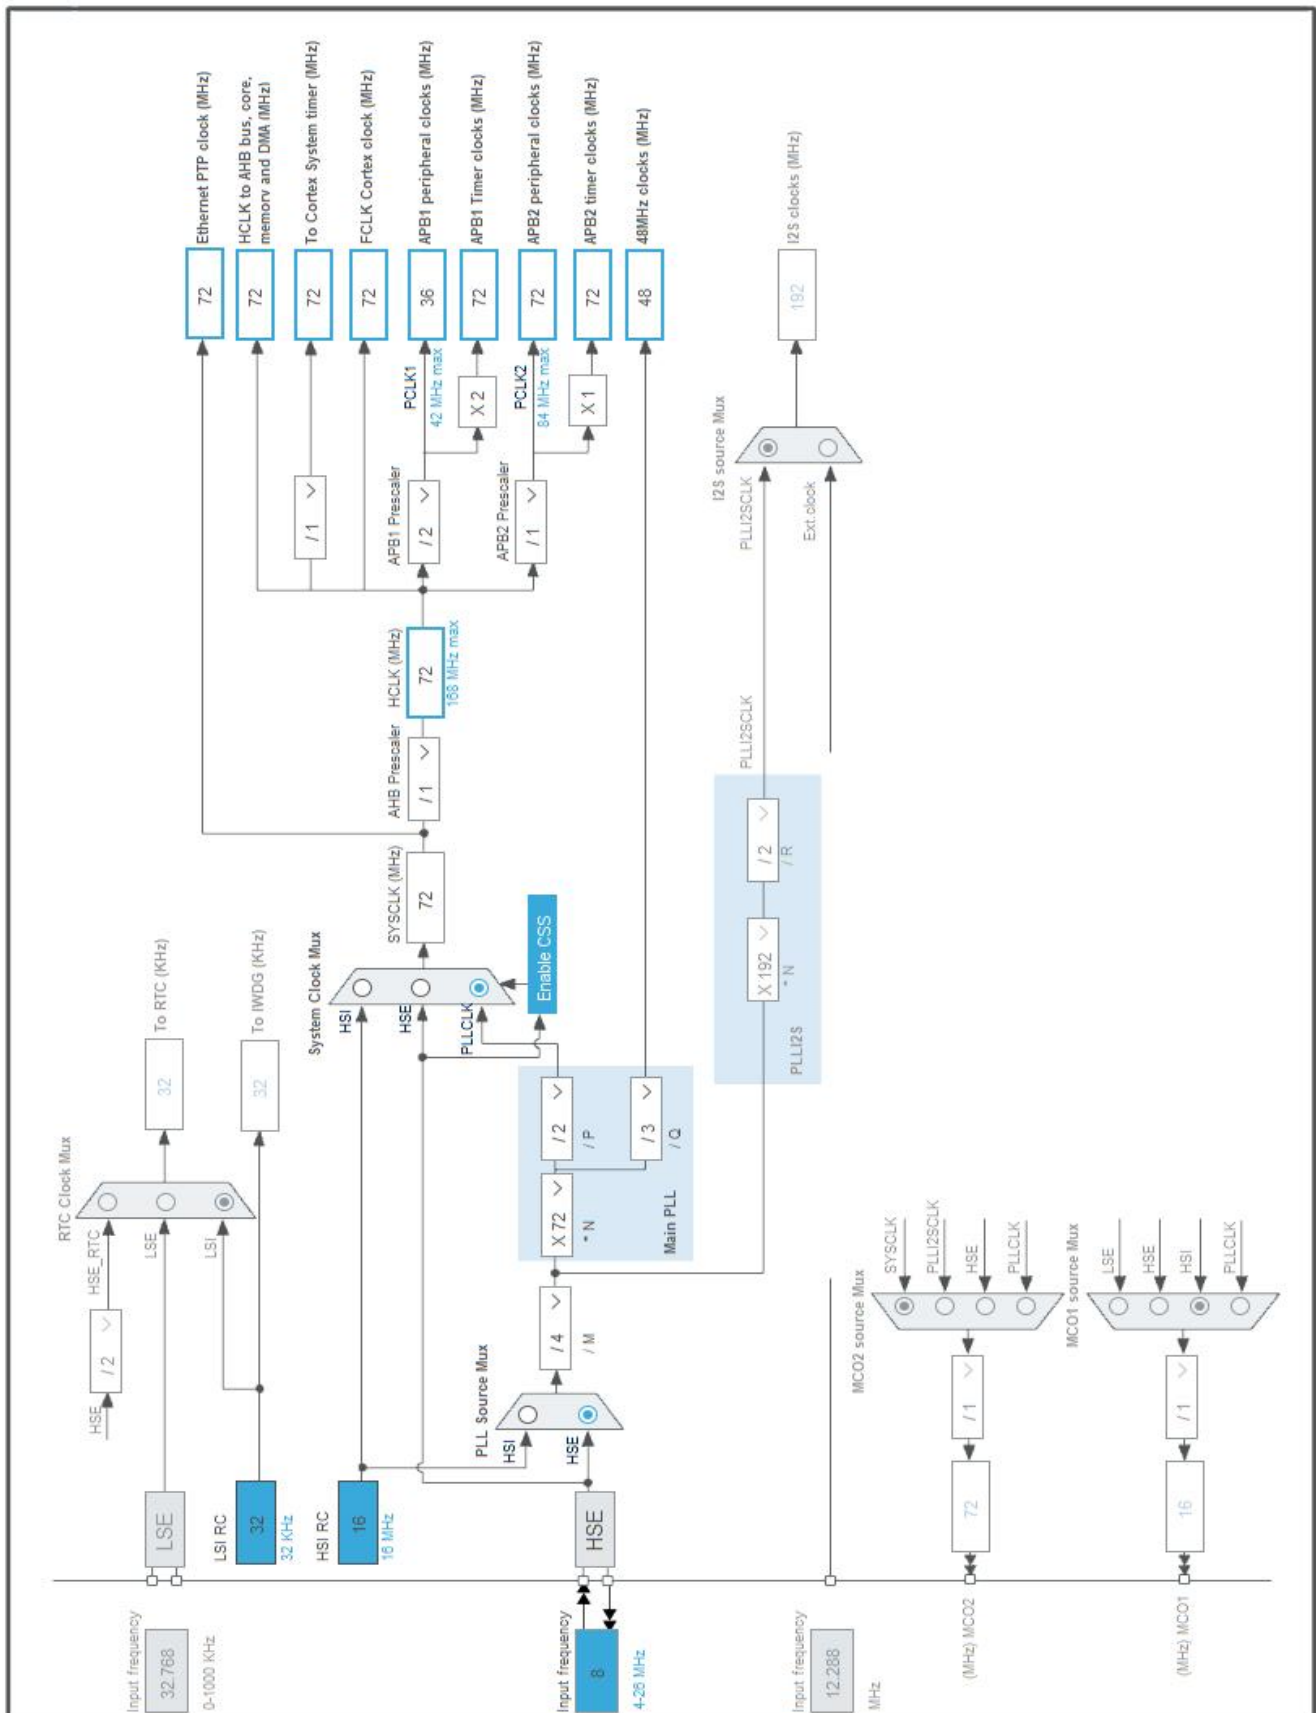 RTC Clock Mux
HSE
/ 2
HSE_RTC
To RTC (KHz)
32
Input frequency
32.768
0-1000 KHz
LSE
LSE
LSI
LSI RC
32
32 KHz
To IWDG (KHz)
32
HSI RC
16
16 MHz
System Clock Mux
HSI
HSE
PLLCLK
Enable CSS
SYSCLK (MHz)
72
AHB Prescaler
/ 1
HCLK (MHz)
72
168 MHz max
72
Ethernet PTP clock (MHz)
72
HCLK to AHB bus, core,
memory and DMA (MHz)
/ 1
72
To Cortex System timer (MHz)
72
FCLK Cortex clock (MHz)
APB1 Prescaler
/ 2
PCLK1
42 MHz max
36
APB1 peripheral clocks (MHz)
X 2
72
APB1 Timer clocks (MHz)
APB2 Prescaler
/ 1
PCLK2
84 MHz max
72
APB2 peripheral clocks (MHz)
X 1
72
APB2 timer clocks (MHz)
48
48MHz clocks (MHz)
PLL Source Mux
HSI
HSE
Input frequency
8
4-26 MHz
HSE
/ 4
/ M
X 72
* N
/ 2
/ P
/ 3
/ Q
Main PLL
PLLI2S
X 192
* N
/ 2
/ R
PLLI2SCLK
PLLI2SCLK
I2S source Mux
Ext.clock
192
I2S clocks (MHz)
Input frequency
12.288
MHz
MCO2 source Mux
SYSCLK
PLLI2SCLK
HSE
PLLCLK
/ 1
72
(MHz) MCO2
MCO1 source Mux
LSE
HSE
HSI
PLLCLK
/ 1
16
(MHz) MCO1